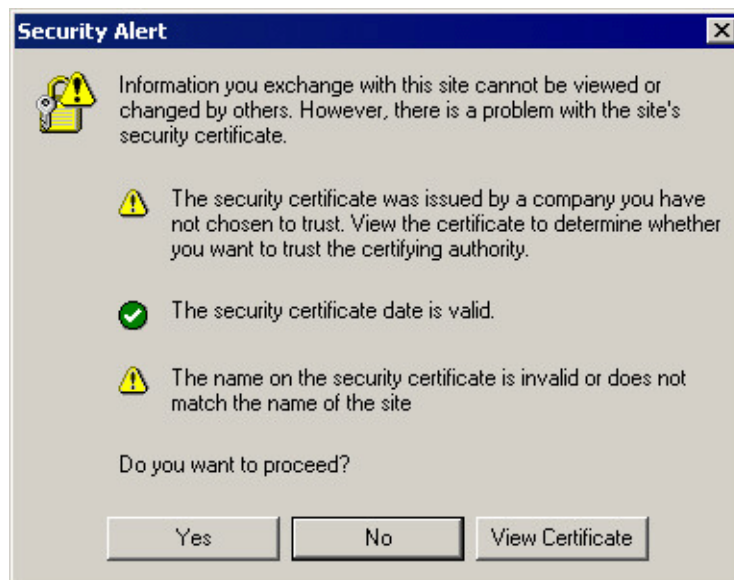 Security Alert
Information you exchange with this site cannot be viewed or
changed by others. However, there is a problem with the site's
security certificate.
The security certificate was issued by a company you have
not chosen to trust. View the certificate to determine whether
you want to trust the certifying authority.
The security certificate date is valid.
The name on the security certificate is invalid or does not
match the name of the site
Do you want to proceed?
Yes No View Certificate